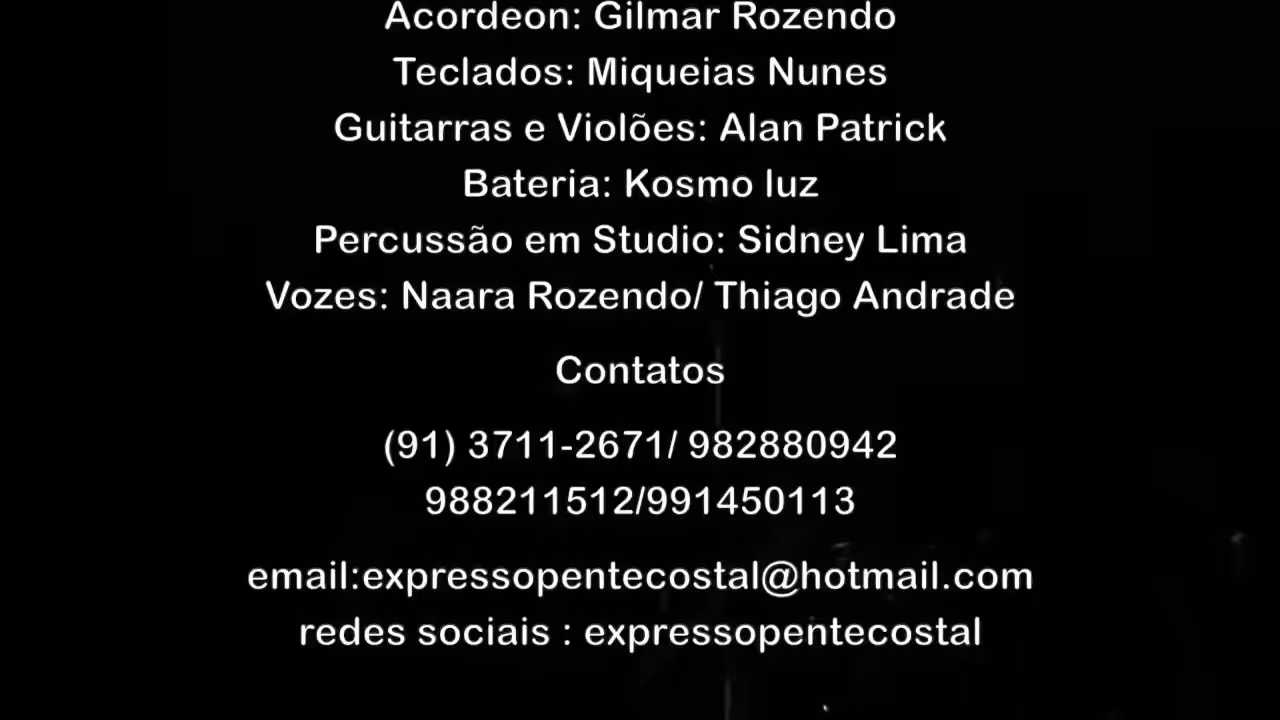 Acordeon: Gilmar Rozendo
Teclados: Miqueias Nunes
Guitarras e Violões: Alan Patrick
Bateria: Kosmo luz
Percussão em Studio: Sidney Lima
Vozes: Naara Rozendo/ Thiago Andrade
Contatos
(91) 3711-2671/ 982880942
988211512/991450113
email:expressopentecostal@hotmail.com
redes sociais : expressopentecostal